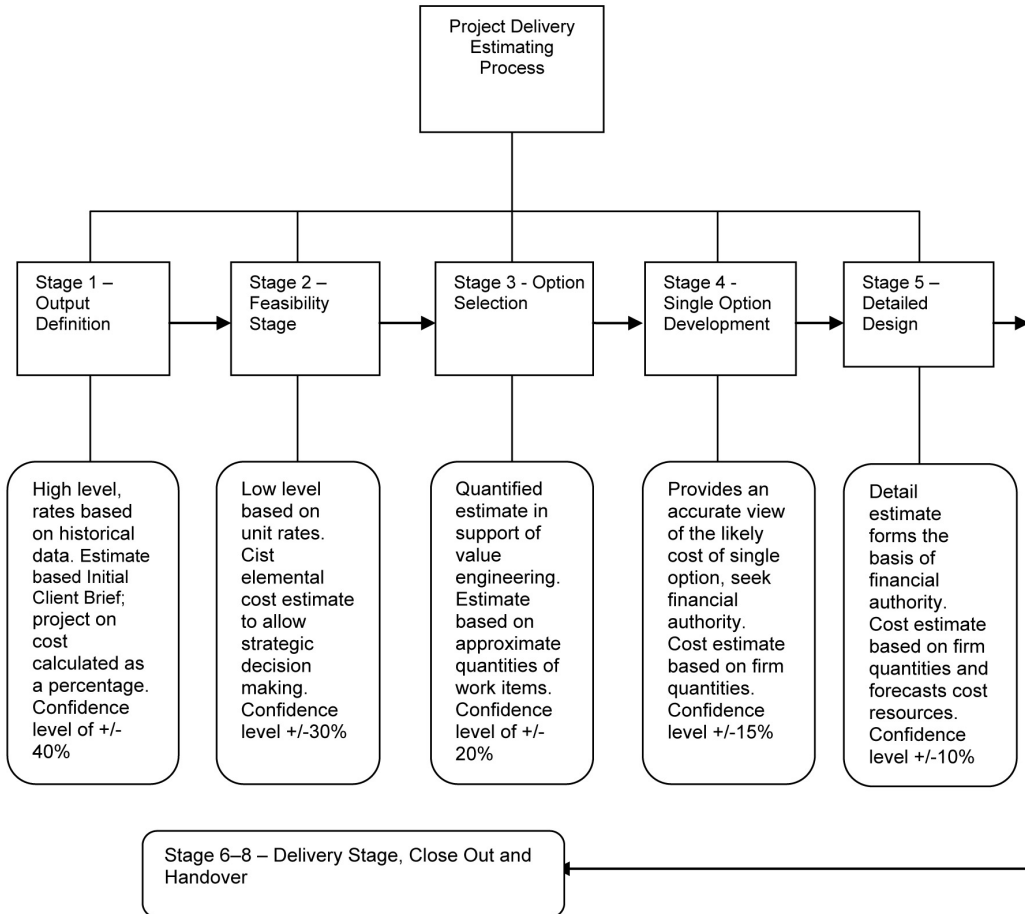 Project Delivery
Estimating
Process
Stage 1 –
Output
Definition
Stage 2 –
Feasibility
Stage
Stage 3 - Option
Selection
Stage 4 -
Single Option
Development
Stage 5 –
Detailed
Design
High level,
rates based
on historical
data. Estimate
based Initial
Client Brief;
project on
cost
calculated as
a percentage.
Confidence
level of +/-
40%
Low level
based on
unit rates.
Cist
elemental
cost estimate
to allow
strategic
decision
making.
Confidence
level +/-30%
Quantified
estimate in
support of
value
engineering.
Estimate
based on
approximate
quantities of
work items.
Confidence
level of +/-
20%
Provides an
accurate view
of the likely
cost of single
option, seek
financial
authority.
Cost estimate
based on firm
quantities.
Confidence
level +/-15%
Detail
estimate
forms the
basis of
financial
authority.
Cost estimate
based on firm
quantities and
forecasts cost
resources.
Confidence
level +/-10%
Stage 6–8 – Delivery Stage, Close Out and
Handover